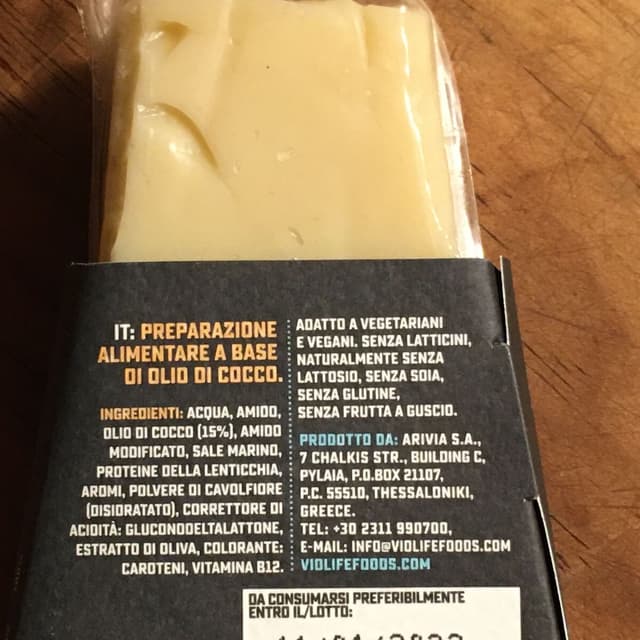 IT: PREPARAZIONE
ALIMENTARE A BASE
DI OLIO DI COCCO.
INGREDIENTI: ACQUA, AMIDO,
OLIO DI COCCO (15%), AMIDO
MODIFICATO, SALE MARINO,
PROTEINE DELLA LENTICCHIA,
AROMI, POLVERE DI CAVOLFIORE
(DISIDRATATO), CORRETTORE DI
ACIDITÀ: GLUCONODELTALATTONE,
ESTRATTO DI OLIVA, COLORANTE:
CAROTENI, VITAMINA B12.
ADATTO A VEGETARIANI
E VEGANI. SENZA LATTICINI,
NATURALMENTE SENZA
LATTOSIO, SENZA SOIA,
SENZA GLUTINE,
SENZA FRUTTA A GUSCIO.
PRODOTTO DA: ARIVIA S.A.,
7 CHALKIS STR., BUILDING C,
PYLAIA, P.O.BOX 21107,
P.C. 55510, THESSALONIKI,
GREECE.
TEL: +30 2311 990700,
E-MAIL: INFO@VIOLIFEFOODS.COM
VIOLIFEFOODS.COM
DA CONSUMARSI PREFERIBILMENTE
ENTRO IL/LOTTO: